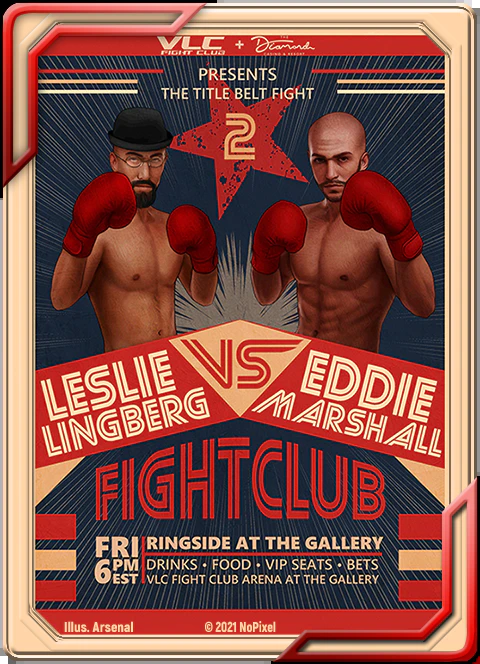 VLC FIGHT CLUB + THE Diamond CASINO & RESORT
PRESENTS
THE TITLE BELT FIGHT
2
LESLIE LINGBERG
VS
EDDIE MARSHALL
FIGHTCLUB
FRI
6PM EST
RINGSIDE AT THE GALLERY
DRINKS • FOOD • VIP SEATS • BETS
VLC FIGHT CLUB ARENA AT THE GALLERY
Illus. Arsenal
© 2021 NoPixel